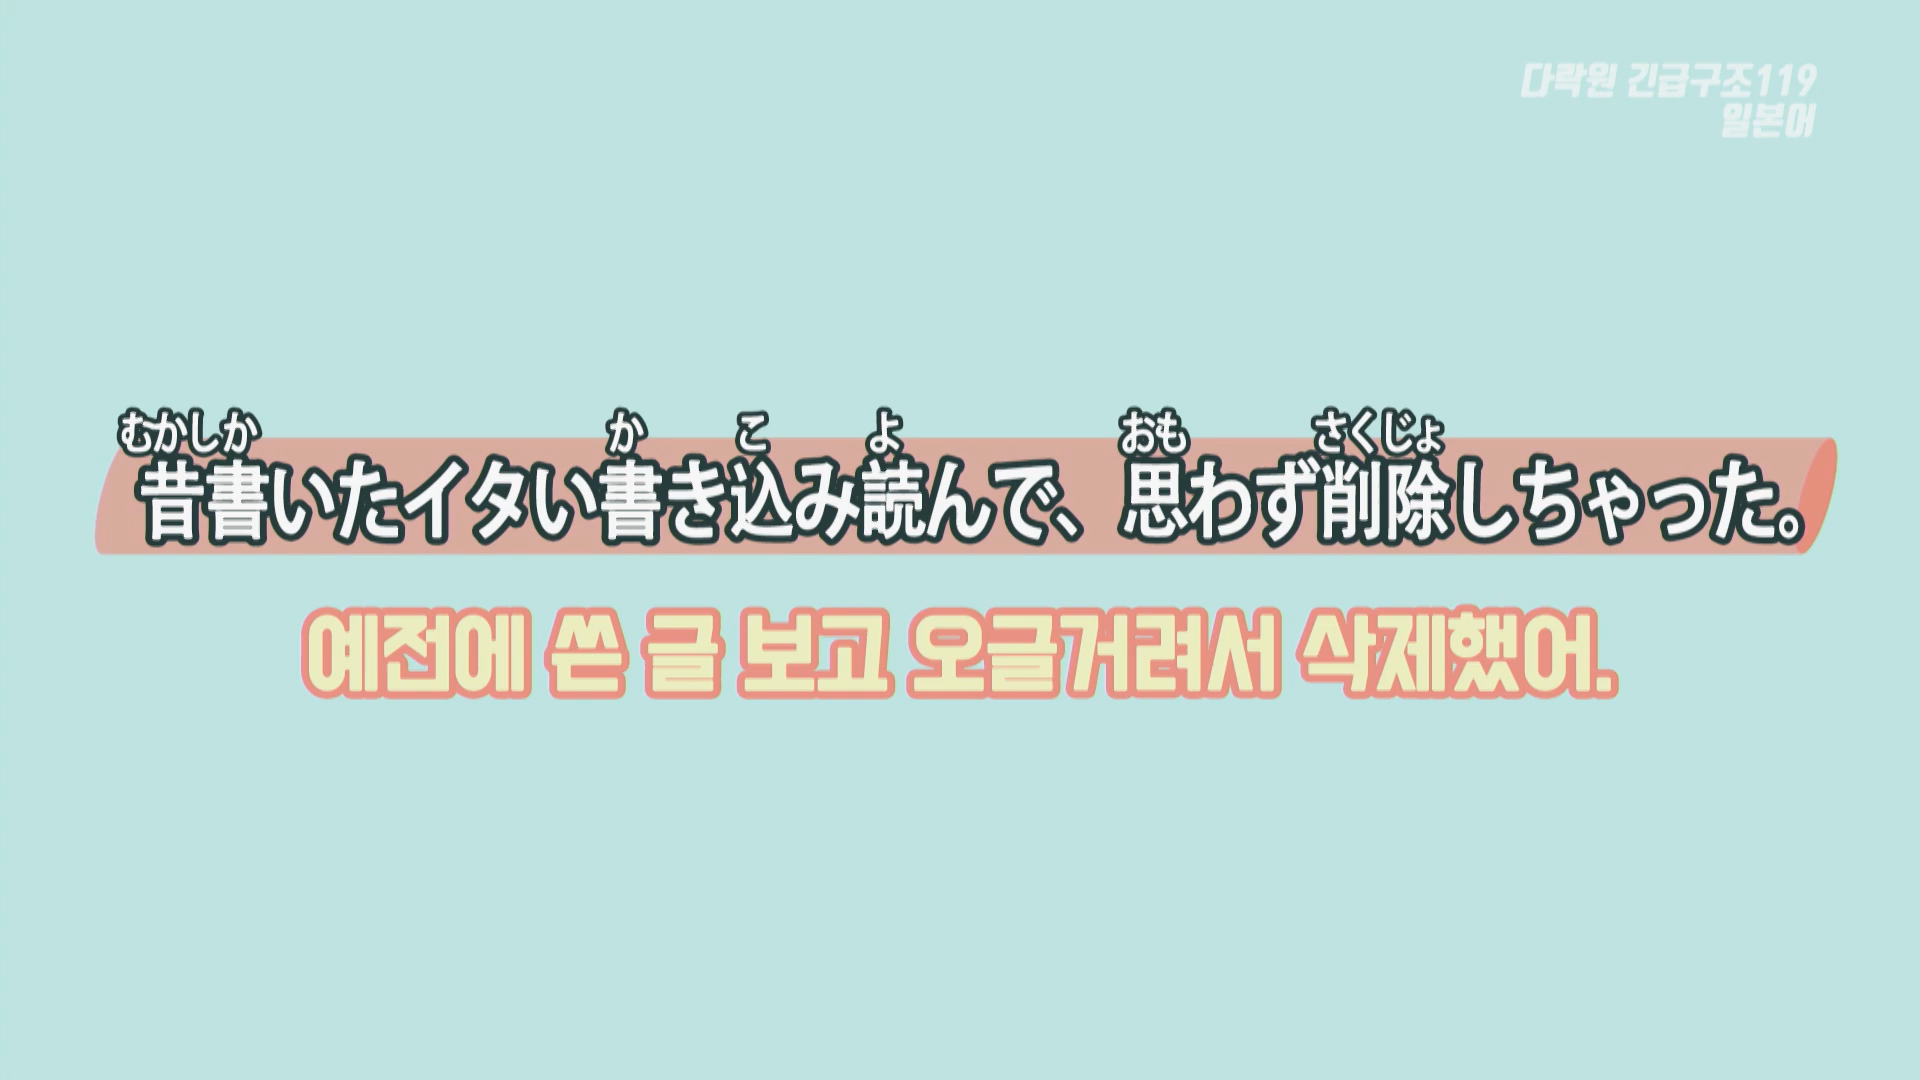 다락원 긴급구조119
일본어
むかしか か こ よ おも さくじょ
昔書いたイタい書き込み読んで、思わず削除しちゃった。
예전에 쓴 글 보고 오글거려서 삭제했어.